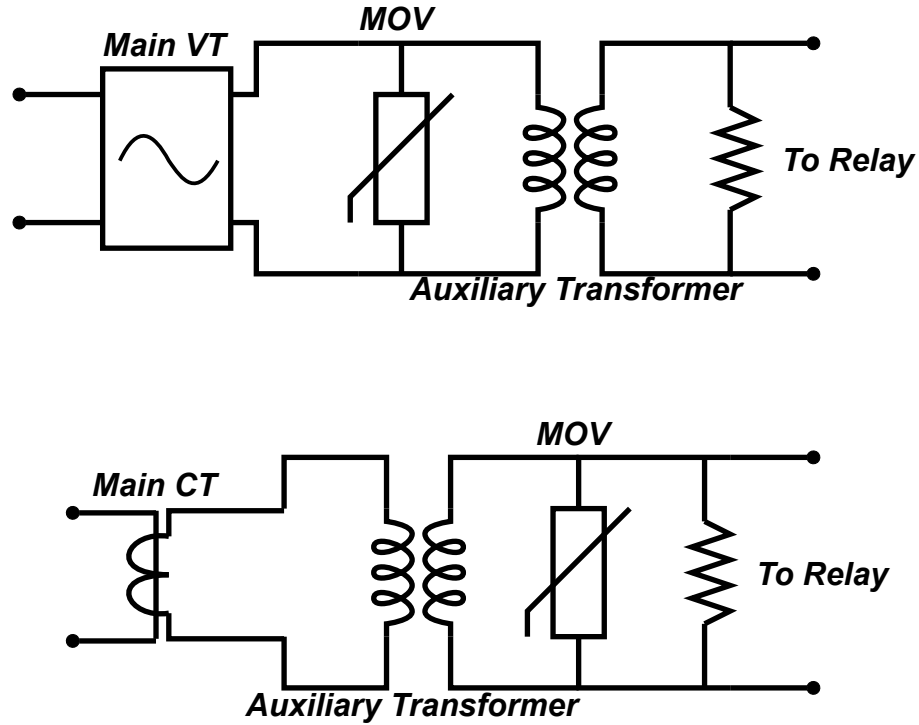 MOV
Main VT
To Relay
Auxiliary Transformer
MOV
Main CT
To Relay
Auxiliary Transformer